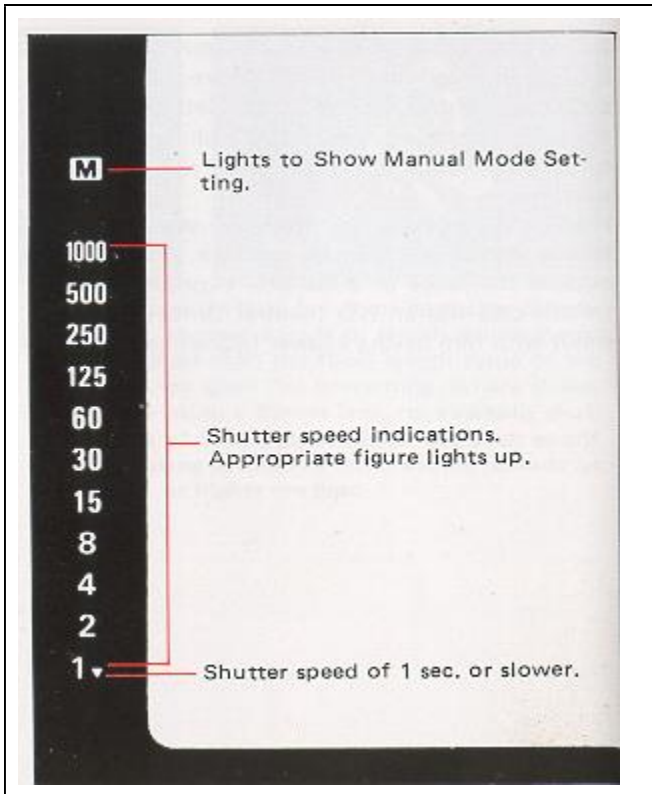 M
Lights to Show Manual Mode Set-
ting.
1000
500
250
125
60
30
15
8
4
2
1
Shutter speed indications.
Appropriate figure lights up.
Shutter speed of 1 sec. or slower.